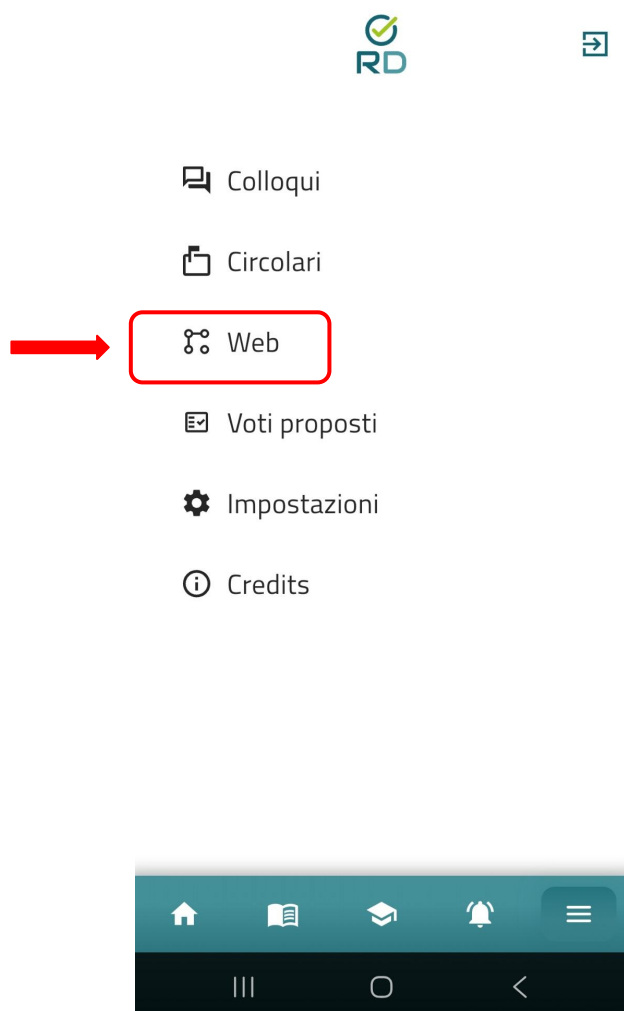 RD
Colloqui
Circolari
Web
Voti proposti
Impostazioni
Credits